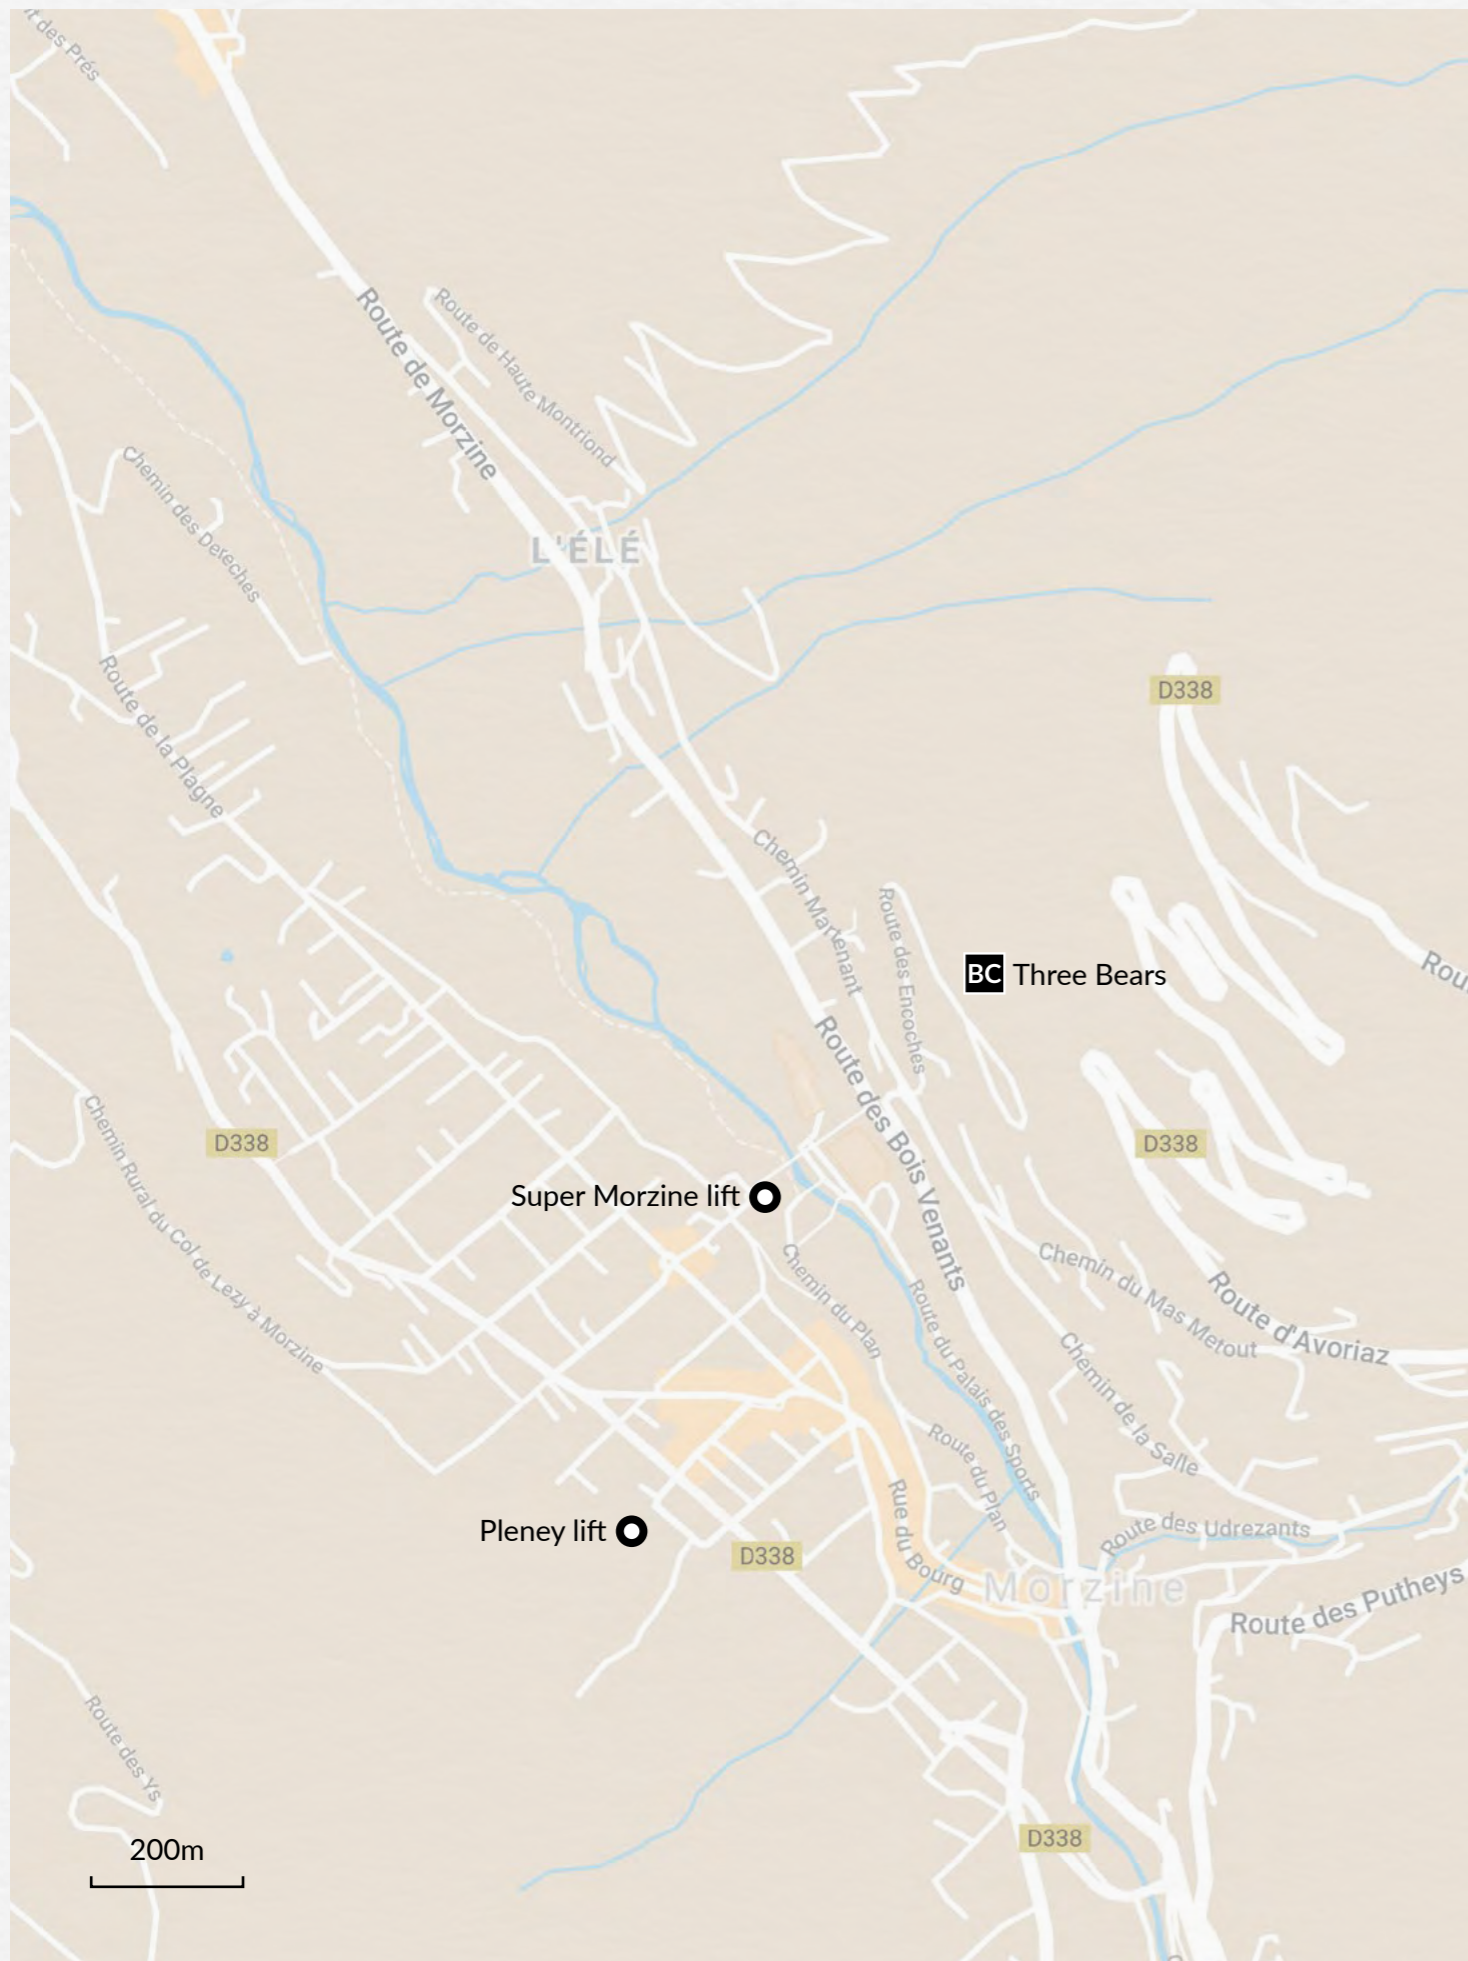 t des Prés
Route de Morzine
Route de Haute Montriond
Chemin des Dereches
L'ÉLÉ
Route de la Plagne
D338
Chemin Martenant
Route des Encoches
BC Three Bears
Rou
Route des Bois Venants
Chemin Rural du Col de Lezy à Morzine
D338
D338
Super Morzine lift
Chemin du Plan
Route du Palais des Sports
Chemin du Mas Metout
Route d'Avoriaz
Chemin de la Salle
Route du Plan
Rue du Bourg
Pleney lift
D338
Route des Udrezants
Morzine
Route des Putheys
Route des Ys
200m
D338